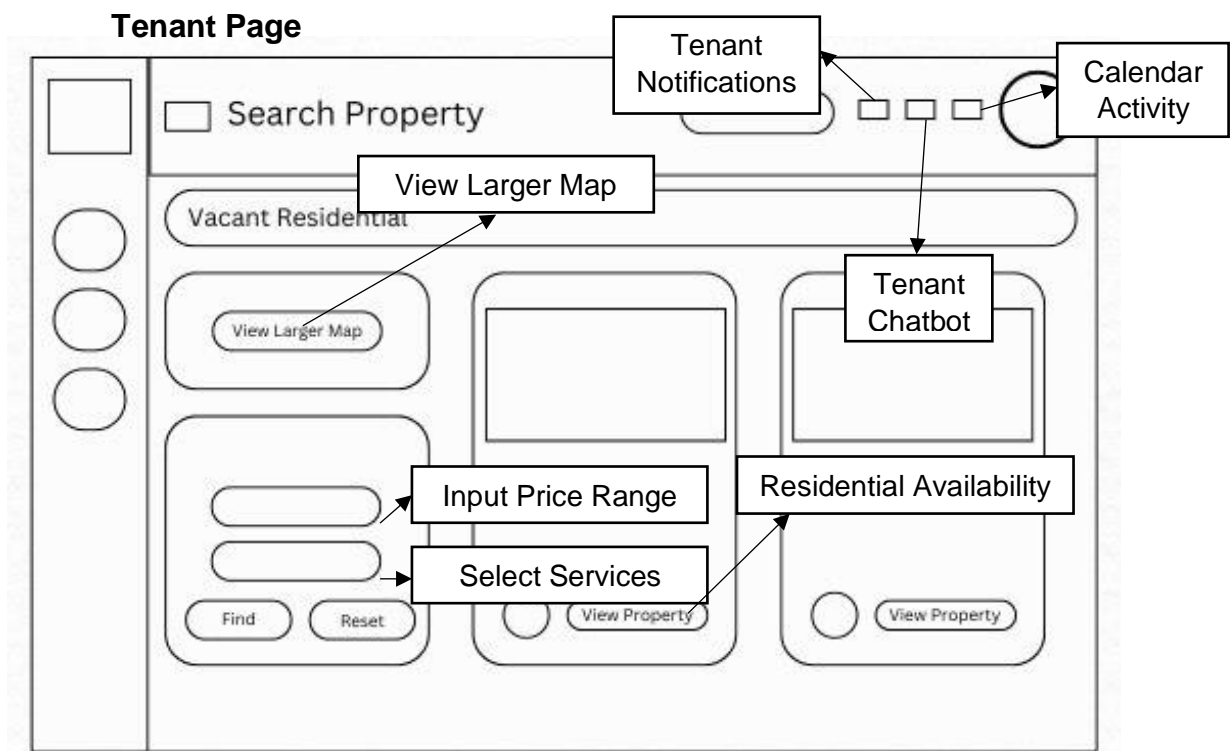 Tenant Page
Tenant
Notifications
Calendar
Activity
Search Property
View Larger Map
Vacant Residential
Tenant
Chatbot
View Larger Map
Input Price Range
Residential Availability
Select Services
Find
Reset
View Property
View Property